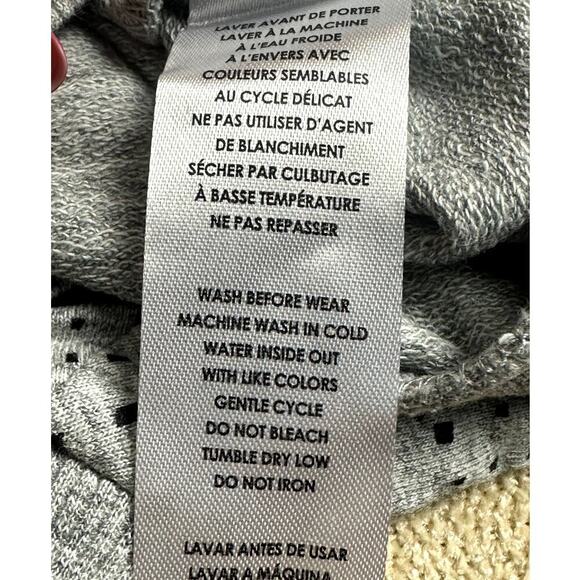 LAVER AVANT DE PORTER
LAVER À LA MACHINE
À L'EAU FROIDE
À L'ENVERS AVEC
COULEURS SEMBLABLES
AU CYCLE DÉLICAT
NE PAS UTILISER D'AGENT
DE BLANCHIMENT
SÉCHER PAR CULBUTAGE
À BASSE TEMPÉRATURE
NE PAS REPASSER
WASH BEFORE WEAR
MACHINE WASH IN COLD
WATER INSIDE OUT
WITH LIKE COLORS
GENTLE CYCLE
DO NOT BLEACH
TUMBLE DRY LOW
DO NOT IRON
LAVAR ANTES DE USAR
LAVAR A MÁQUINA